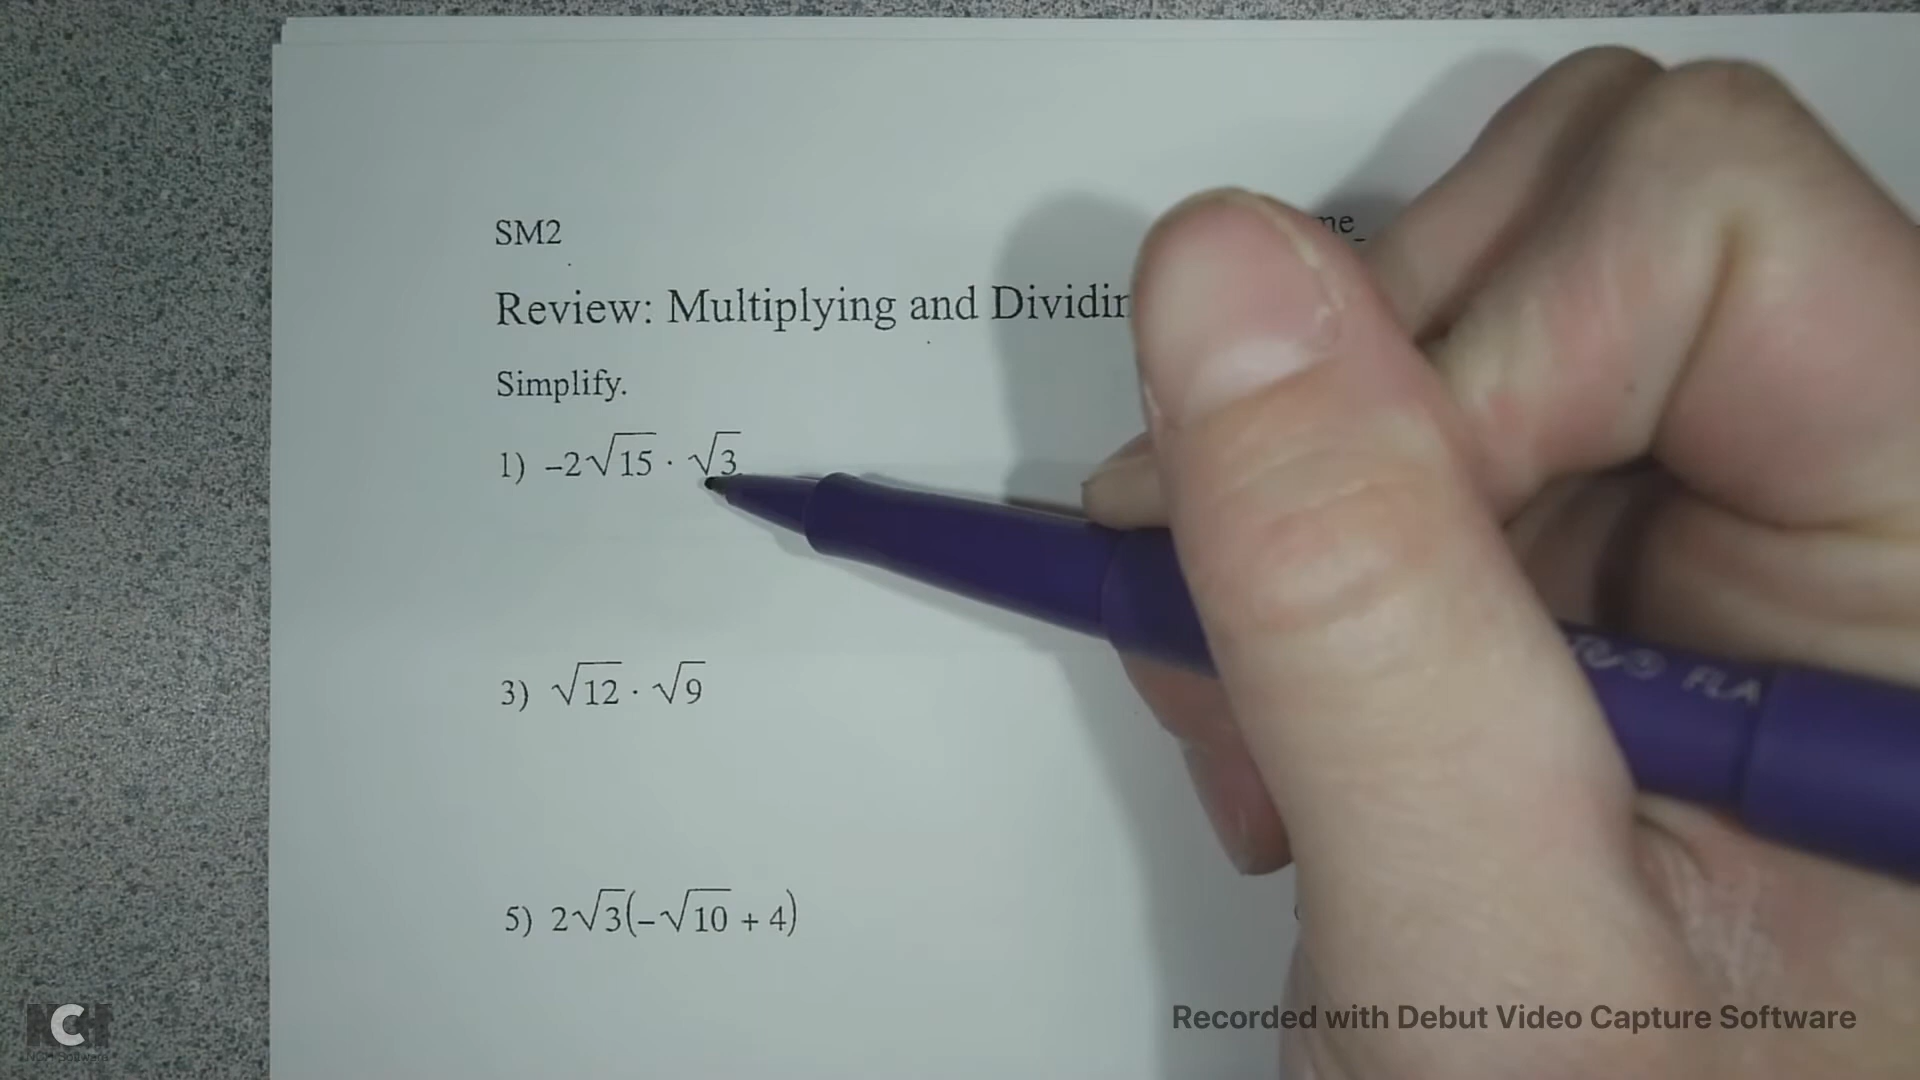 SM2
Review: Multiplying and Dividin
Simplify.
1) -2√15 · √3
3) √12 · √9
5) 2√3(-√10 + 4)
FLA
Recorded with Debut Video Capture Software